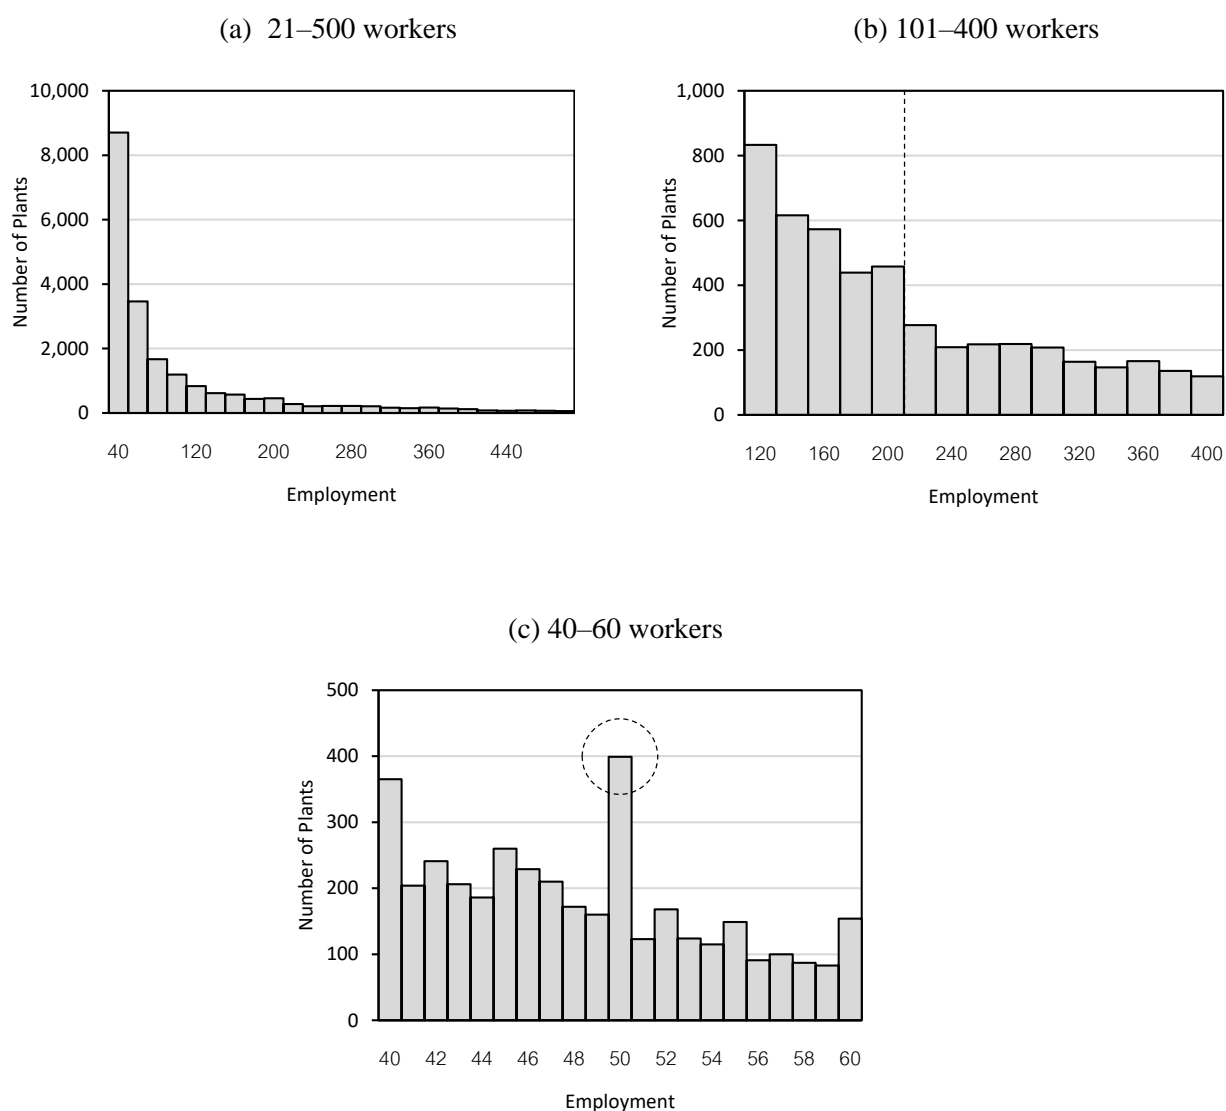 (a) 21–500 workers
10,000
8,000
6,000
4,000
2,000
0
Number of Plants
40 120 200 280 360 440
Employment
(b) 101–400 workers
1,000
800
600
400
200
0
Number of Plants
120 160 200 240 280 320 360 400
Employment
(c) 40–60 workers
500
400
300
200
100
0
Number of Plants
40 42 44 46 48 50 52 54 56 58 60
Employment